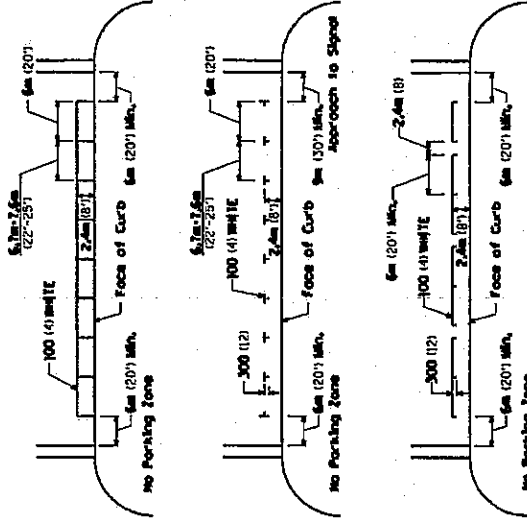 6.7m-7.6m
(22'-25')
6m (20')
100 (4) WHITE
2.4m (8')
Face of Curb
6m (20') Min.
6m (20') Min.
No Parking Zone
6.7m-7.6m
(22'-25')
6m (20')
100 (4) WHITE
300 (12)
2.4m (8')
Face of Curb
6m (20') Min.
9m (30') Min.
Approach to Signal
No Parking Zone
2.4m (8)
6m (20') Min.
100 (4) WHITE
300 (12)
2.4m (8')
Face of Curb
6m (20') Min.
6m (20') Min.
No Parking Zone